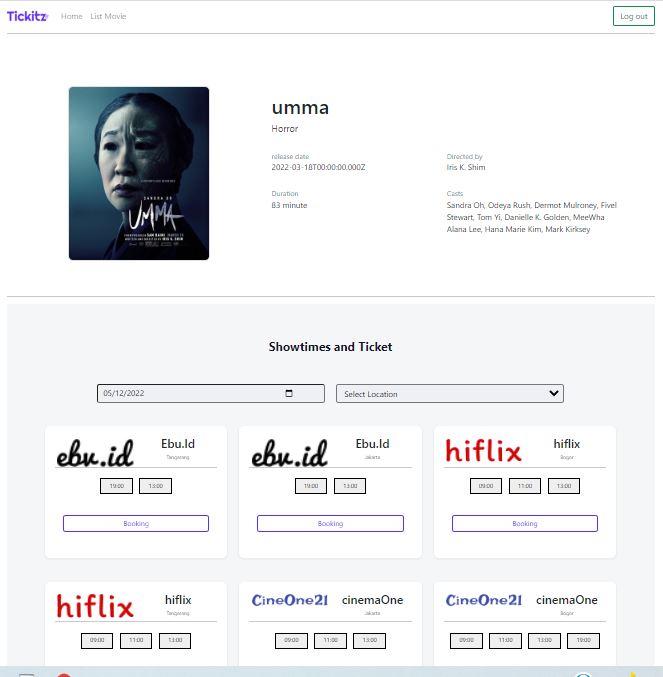 Tickitz Home List Movie Log out
umma
Horror
release date Directed by
2022-03-18T00:00:00.000Z Iris K. Shim
Duration Casts
83 minute Sandra Oh, Odeya Rush, Dermot Mulroney, Fivel
Stewart, Tom Yi, Danielle K. Golden, MeeWha
Alana Lee, Hana Marie Kim, Mark Kirksey
SANDRA OH
UMMA
Showtimes and Ticket
05/12/2022 Select Location
ebv.id Ebu.Id ebv.id Ebu.Id hiflix hiflix
Tangerang Jakarta Bogor
19:00 13:00 19:00 13:00 09:00 11:00 13:00
Booking Booking Booking
hiflix hiflix CineOne21 cinemaOne CineOne21 cinemaOne
Tangerang Jakarta Bogor
09:00 11:00 13:00 09:00 11:00 13:00 09:00 11:00 13:00 19:00